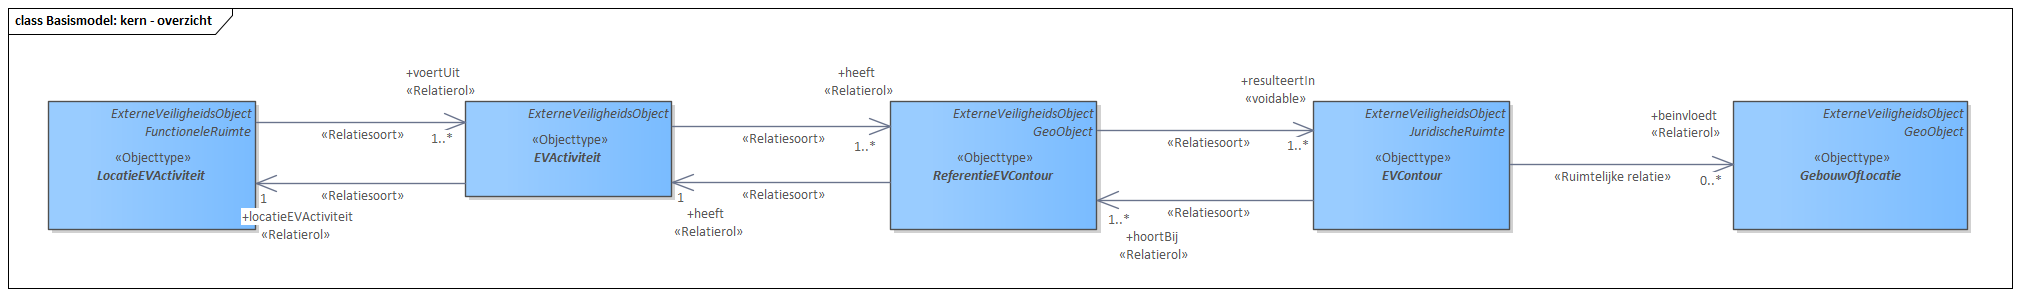 class Basismodel: kern - overzicht
ExterneVeiligheidsObject
FunctioneleRuimte
«Objecttype»
LocatieEVActiviteit
+voertUit
«Relatierol»
«Relatiesoort»
1..*
«Relatiesoort»
1
+locatieEVActiviteit
«Relatierol»
ExterneVeiligheidsObject
«Objecttype»
EVActiviteit
+heeft
«Relatierol»
«Relatiesoort»
1..*
«Relatiesoort»
1
+heeft
«Relatierol»
ExterneVeiligheidsObject
GeoObject
«Objecttype»
ReferentieEVContour
+resulteertIn
«voidable»
«Relatiesoort»
1..*
«Relatiesoort»
1..*
+hoortBij
«Relatierol»
ExterneVeiligheidsObject
JuridischeRuimte
«Objecttype»
EVContour
+beinvloedt
«Relatierol»
«Ruimtelijke relatie»
0..*
ExterneVeiligheidsObject
GeoObject
«Objecttype»
GebouwOfLocatie